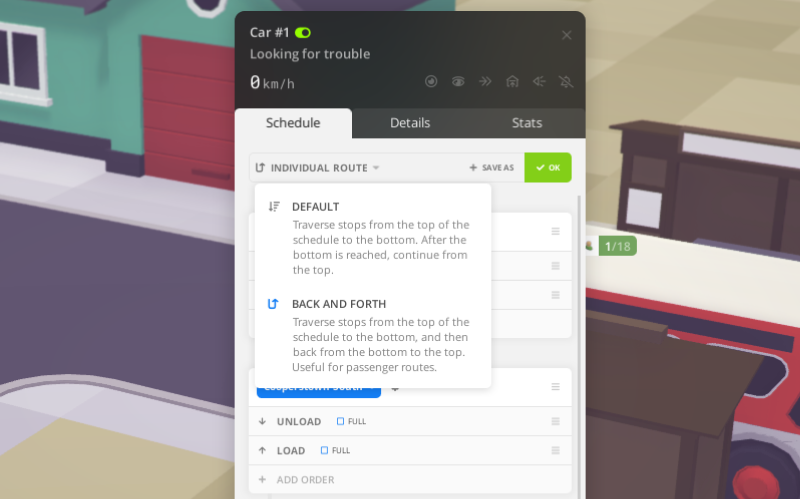 Car #1
Looking for trouble
0 km/h
Schedule Details Stats
INDIVIDUAL ROUTE + SAVE AS OK
DEFAULT
Traverse stops from the top of the
schedule to the bottom. After the
bottom is reached, continue from
the top.
BACK AND FORTH
Traverse stops from the top of the
schedule to the bottom, and then
back from the bottom to the top.
Useful for passenger routes.
1/18
Cooperstown South
UNLOAD FULL
LOAD FULL
+ ADD ORDER